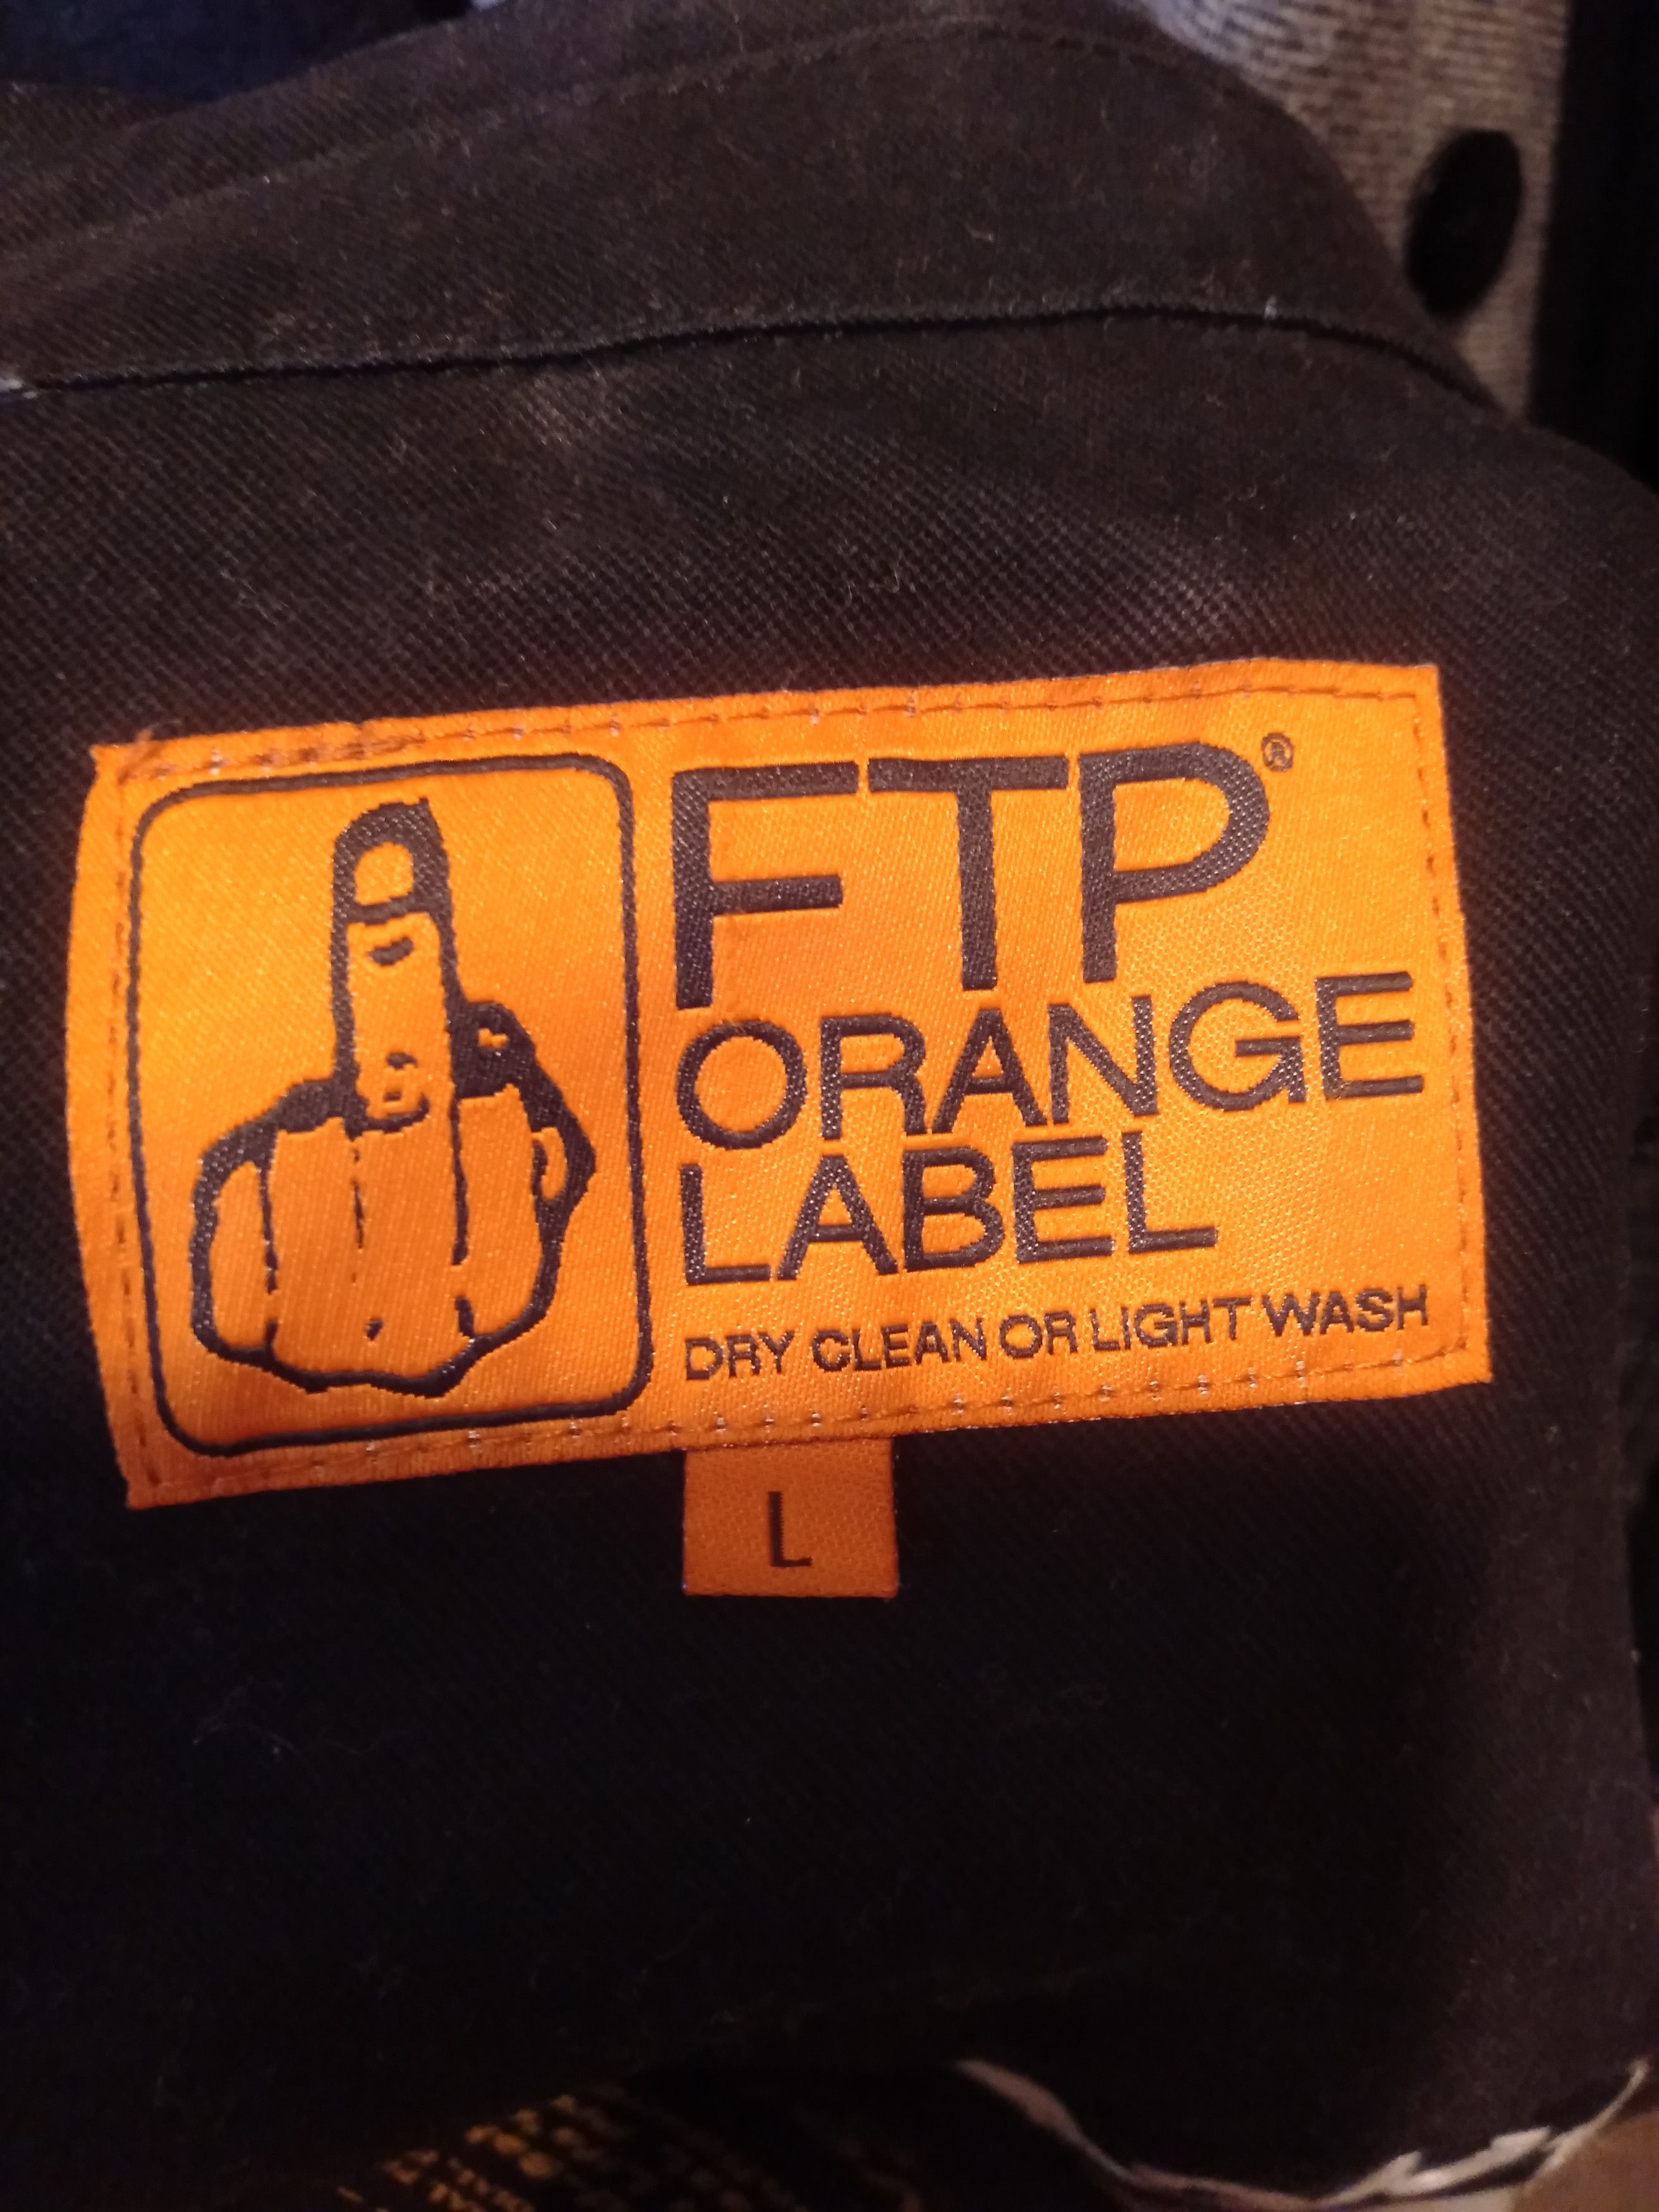 FTP®
ORANGE
LABEL
DRY CLEAN OR LIGHT WASH
L